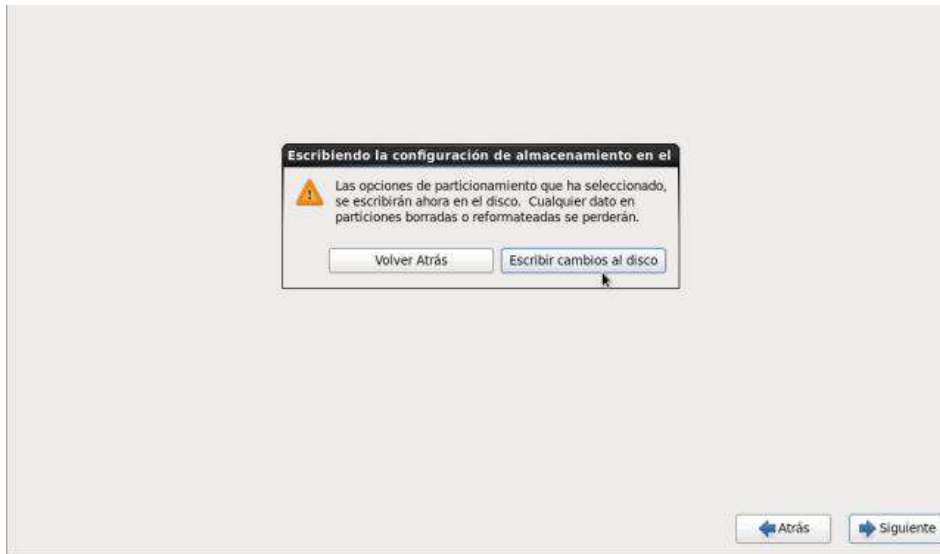 Escribiendo la configuración de almacenamiento en el
Las opciones de particionamiento que ha seleccionado,
se escribirán ahora en el disco. Cualquier dato en
particiones borradas o reformateadas se perderán.
Volver Atrás
Escribir cambios al disco
Atrás
Siguiente